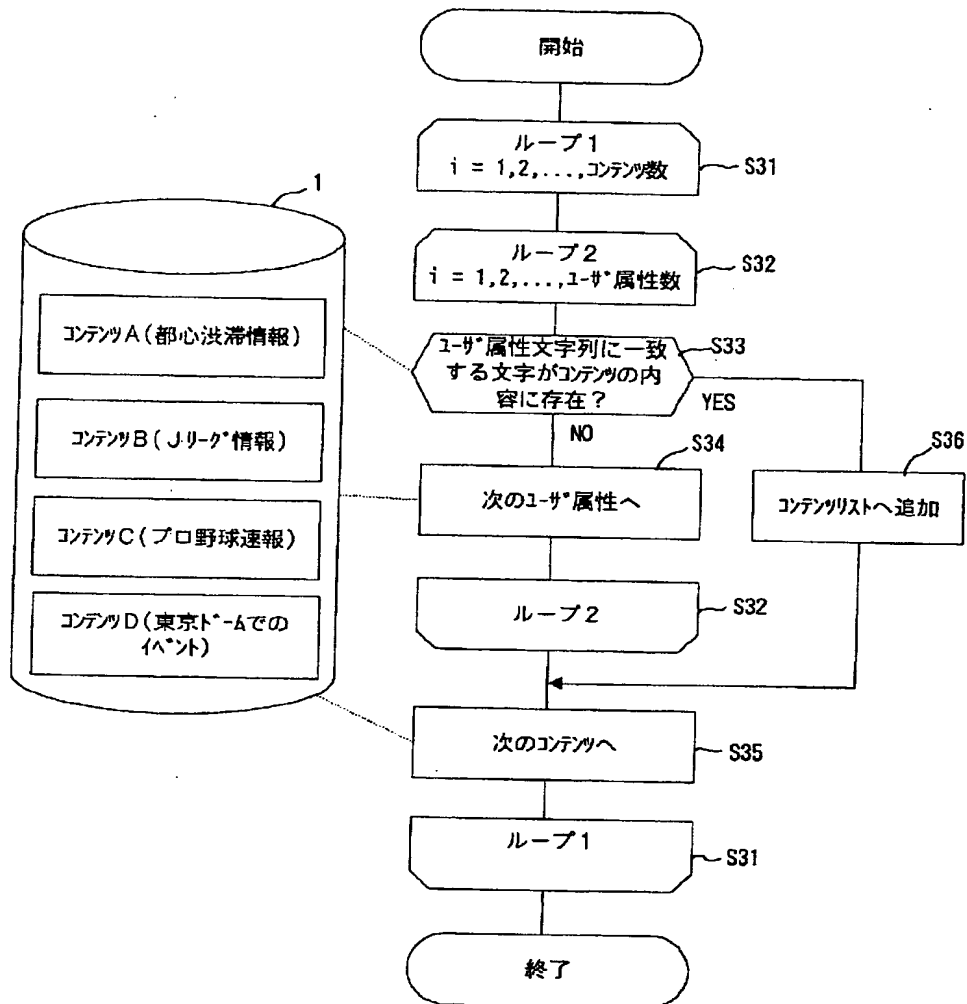 開始
ループ1
i = 1,2,...,コンテンツ数
S31
ループ2
i = 1,2,...,ユーザ属性数
S32
1
コンテンツA(都心渋滞情報)
コンテンツB(Jリーグ情報)
コンテンツC(プロ野球速報)
コンテンツD(東京ドームでの
イベント)
ユーザ属性文字列に一致
する文字がコンテンツの内
容に存在?
S33
YES
NO
S34
次のユーザ属性へ
S36
コンテンツリストへ追加
ループ2
S32
次のコンテンツへ
S35
ループ1
S31
終了